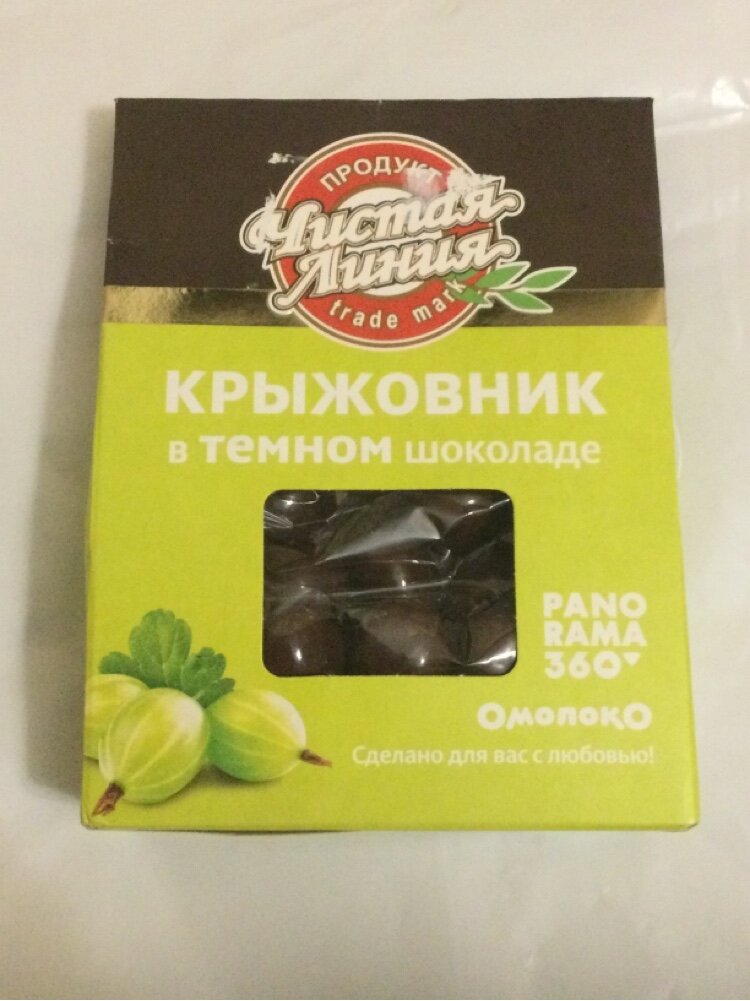 ПРОДУКТ
Чистая
Линия
trade mark
КРЫЖОВНИК
в темном шоколаде
PANO
RAMA
360
ОмолокО
Сделано для вас с любовью!